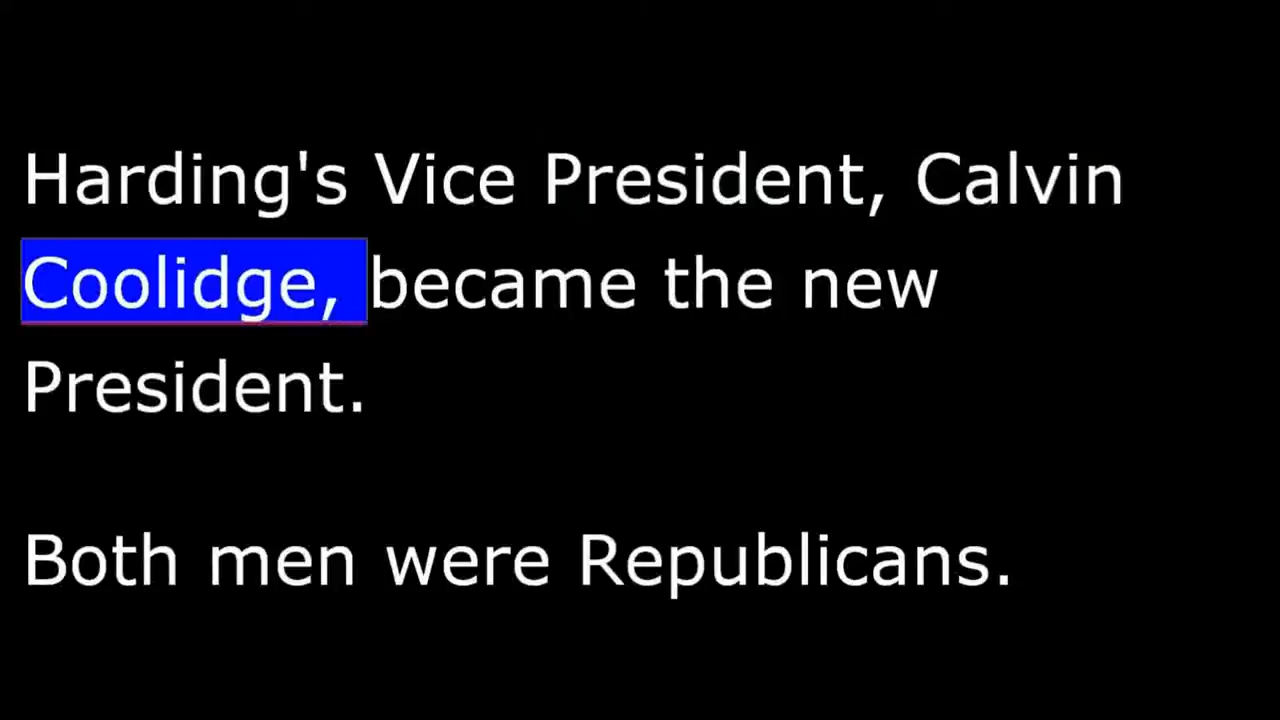 Harding's Vice President, Calvin
Coolidge, became the new
President.
Both men were Republicans.